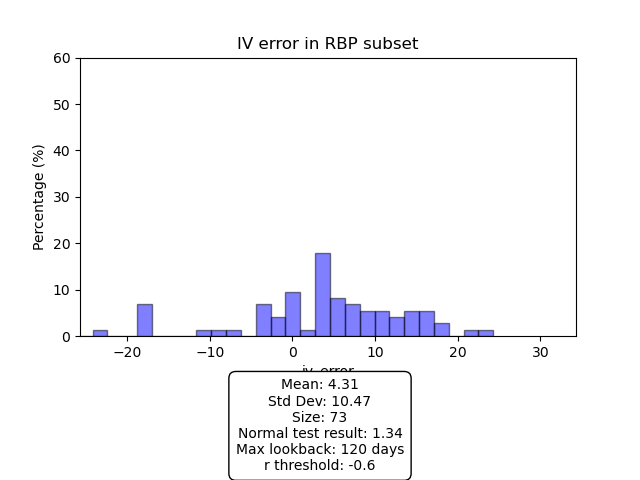 IV error in RBP subset
60
50
40
30
20
10
0
Percentage (%)
−20
−10
0
10
20
30
iv_error
Mean: 4.31
Std Dev: 10.47
Size: 73
Normal test result: 1.34
Max lookback: 120 days
r threshold: -0.6